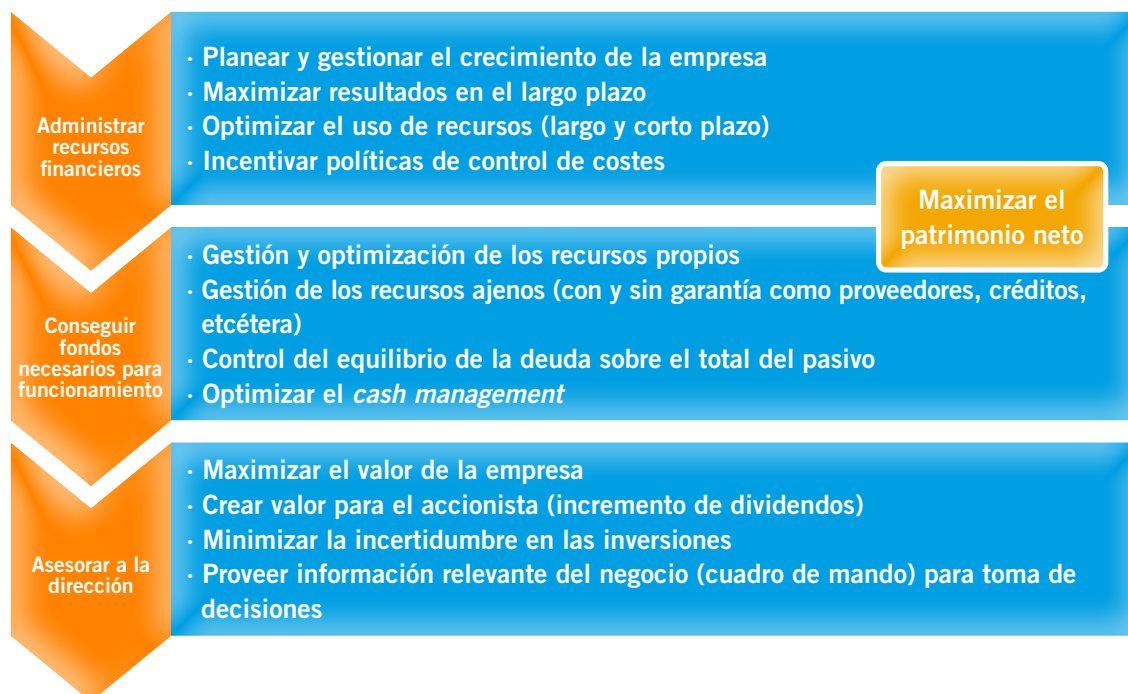 Administrar
recursos
financieros
· Planear y gestionar el crecimiento de la empresa
· Maximizar resultados en el largo plazo
· Optimizar el uso de recursos (largo y corto plazo)
· Incentivar políticas de control de costes
Maximizar el
patrimonio neto
Conseguir
fondos
necesarios para
funcionamiento
· Gestión y optimización de los recursos propios
· Gestión de los recursos ajenos (con y sin garantía como proveedores, créditos,
etcétera)
· Control del equilibrio de la deuda sobre el total del pasivo
· Optimizar el cash management
Asesorar a la
dirección
· Maximizar el valor de la empresa
· Crear valor para el accionista (incremento de dividendos)
· Minimizar la incertidumbre en las inversiones
· Proveer información relevante del negocio (cuadro de mando) para toma de
decisiones